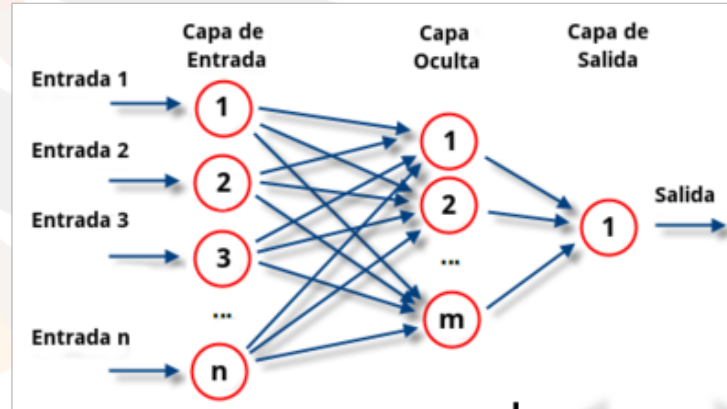 Capa de
Entrada
Capa
Oculta
Capa de
Salida
Entrada 1
1
Entrada 2
2
Entrada 3
3
...
Entrada n
n
1
2
...
m
1
Salida